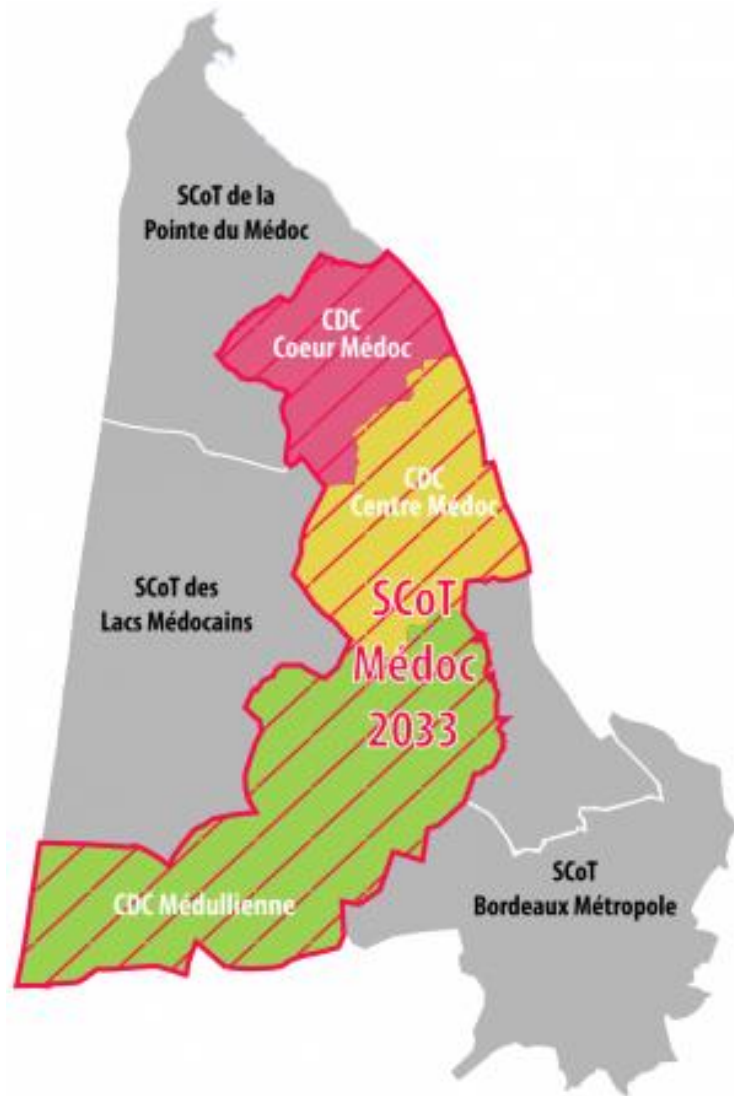 SCoT de la
Pointe du Médoc
CDC
Coeur Médoc
CDC
Centre Médoc
SCoT des
Lacs Médocains
SCoT
Médoc
2033
CDC Médullienne
SCoT
Bordeaux Métropole